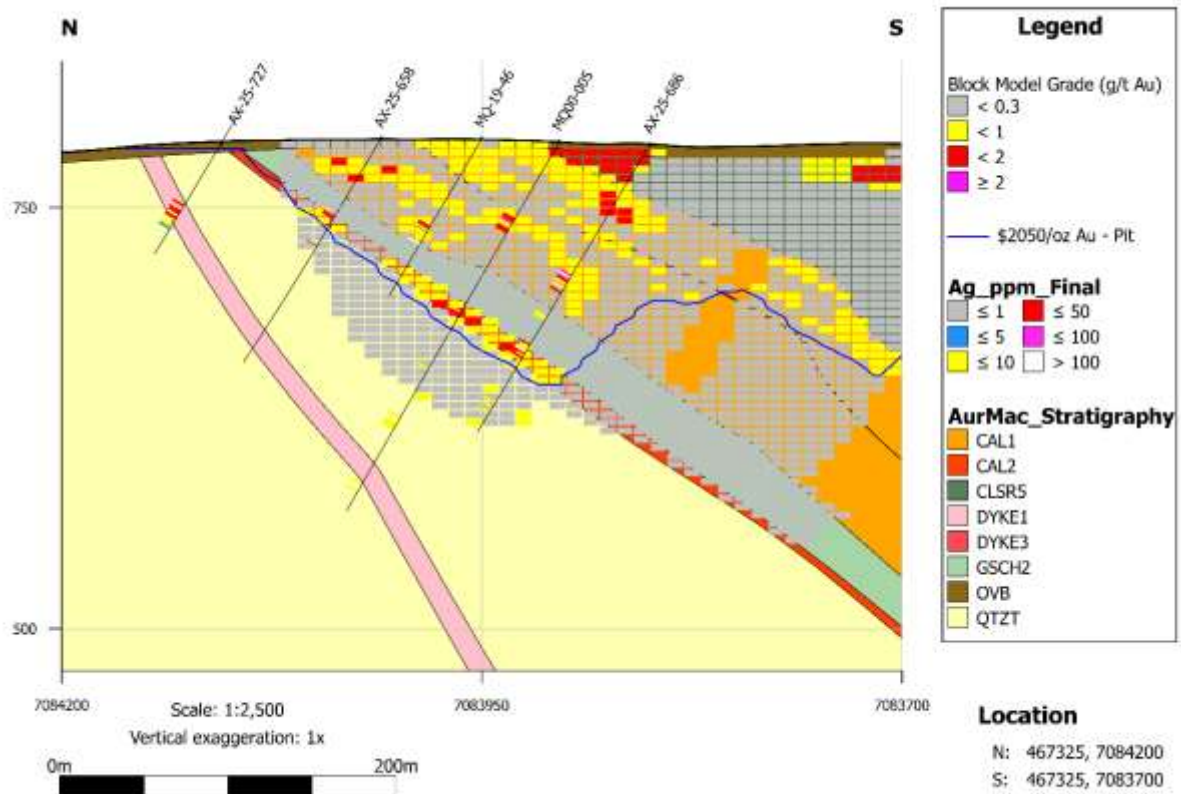 N
S
AX-25-727
AX-25-658
MQ-19-46
MQ00-005
AX-25-686
750
500
7084200
7083950
7083700
Scale: 1:2,500
Vertical exaggeration: 1x
0m
200m
Legend
Block Model Grade (g/t Au)
< 0.3
< 1
< 2
≥ 2
$2050/oz Au - Pit
Ag_ppm_Final
≤ 1 ≤ 50
≤ 5 ≤ 100
≤ 10 > 100
AurMac_Stratigraphy
CAL1
CAL2
CLSR5
DYKE1
DYKE3
GSCH2
OVB
QTZT
Location
N: 467325, 7084200
S: 467325, 7083700